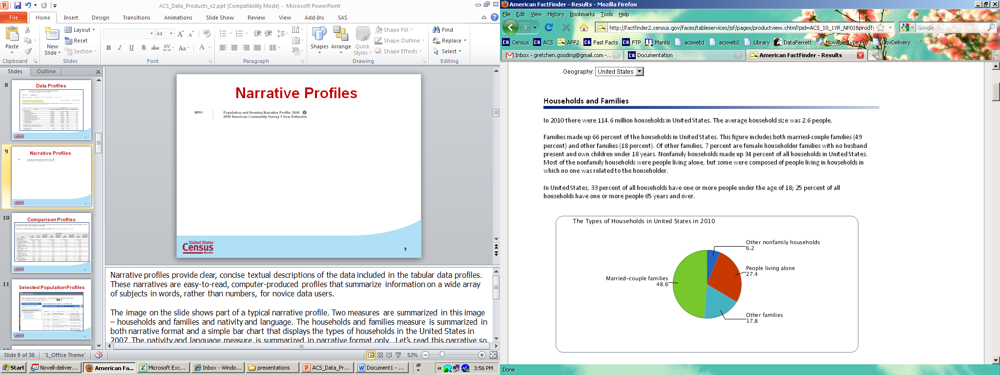 ACS_Data_Products_v2.ppt [Compatibility Mode] - Microsoft PowerPoint
File Home Insert Design Transitions Animations Slide Show Review View Add-Ins SAS
Paste
Clipboard
New Slide
Layout
Reset
Section
Slides
44
B I U S abc AV Aa A
Font
Paragraph
Shapes Arrange Quick Styles
Shape Fill
Shape Outline
Shape Effects
Drawing
Find
Replace
Select
Editing
Slides Outline
8
Data Profiles
9
Narrative Profiles
10
Comparison Profiles
11
Selected Population Profiles
Narrative Profiles
NP01 Population and Housing Narrative Profile: 2010
2010 American Community Survey 1-Year Estimates
United States
Census
Bureau
9
Narrative profiles provide clear, concise textual descriptions of the data included in the tabular data profiles.
These narratives are easy-to-read, computer-produced profiles that summarize information on a wide array
of subjects in words, rather than numbers, for novice data users.
The image on the slide shows part of a typical narrative profile. Two measures are summarized in this image
– households and families and nativity and language. The households and families measure is summarized in
both narrative format and a simple bar chart that displays the types of households in the United States in
2007. The nativity and language measure is summarized in narrative format only. Let's read this narrative so
Slide 9 of 38 "1_Office Theme" 52%
Start Novell-deliver... American Fa... Microsoft Exc... Inbox - Windo... presentations ACS_Data_Pr... Document1 - ... « 3:56 PM
American FactFinder - Results - Mozilla Firefox
File Edit View History Bookmarks Tools Help
http://factfinder2.census.gov/faces/tableservices/jsf/pages/productview.xhtml?pid=ACS_10_1YR_NP01&prodTy
Google
Census ACS AFF2 Fast Facts FTP Mantis acsweb1 acsweb2 Library DataFerrett Movable Type Pro GovDelivery
Inbox - gretchen.gooding@gmail.com -... Documentation American FactFinder - Results
Geography: United States
Households and Families
In 2010 there were 114.6 million households in United States. The average household size was 2.6 people.
Families made up 66 percent of the households in United States. This figure includes both married-couple families (49
percent) and other families (18 percent). Of other families, 7 percent are female householder families with no husband
present and own children under 18 years. Nonfamily households made up 34 percent of all households in United States.
Most of the nonfamily households were people living alone, but some were composed of people living in households in
which no one was related to the householder.
In United States, 33 percent of all households have one or more people under the age of 18; 25 percent of all
households have one or more people 65 years and over.
The Types of Households in United States in 2010
Other nonfamily households
6.2
People living alone
27.4
Married-couple families
48.6
Other families
17.8
Done